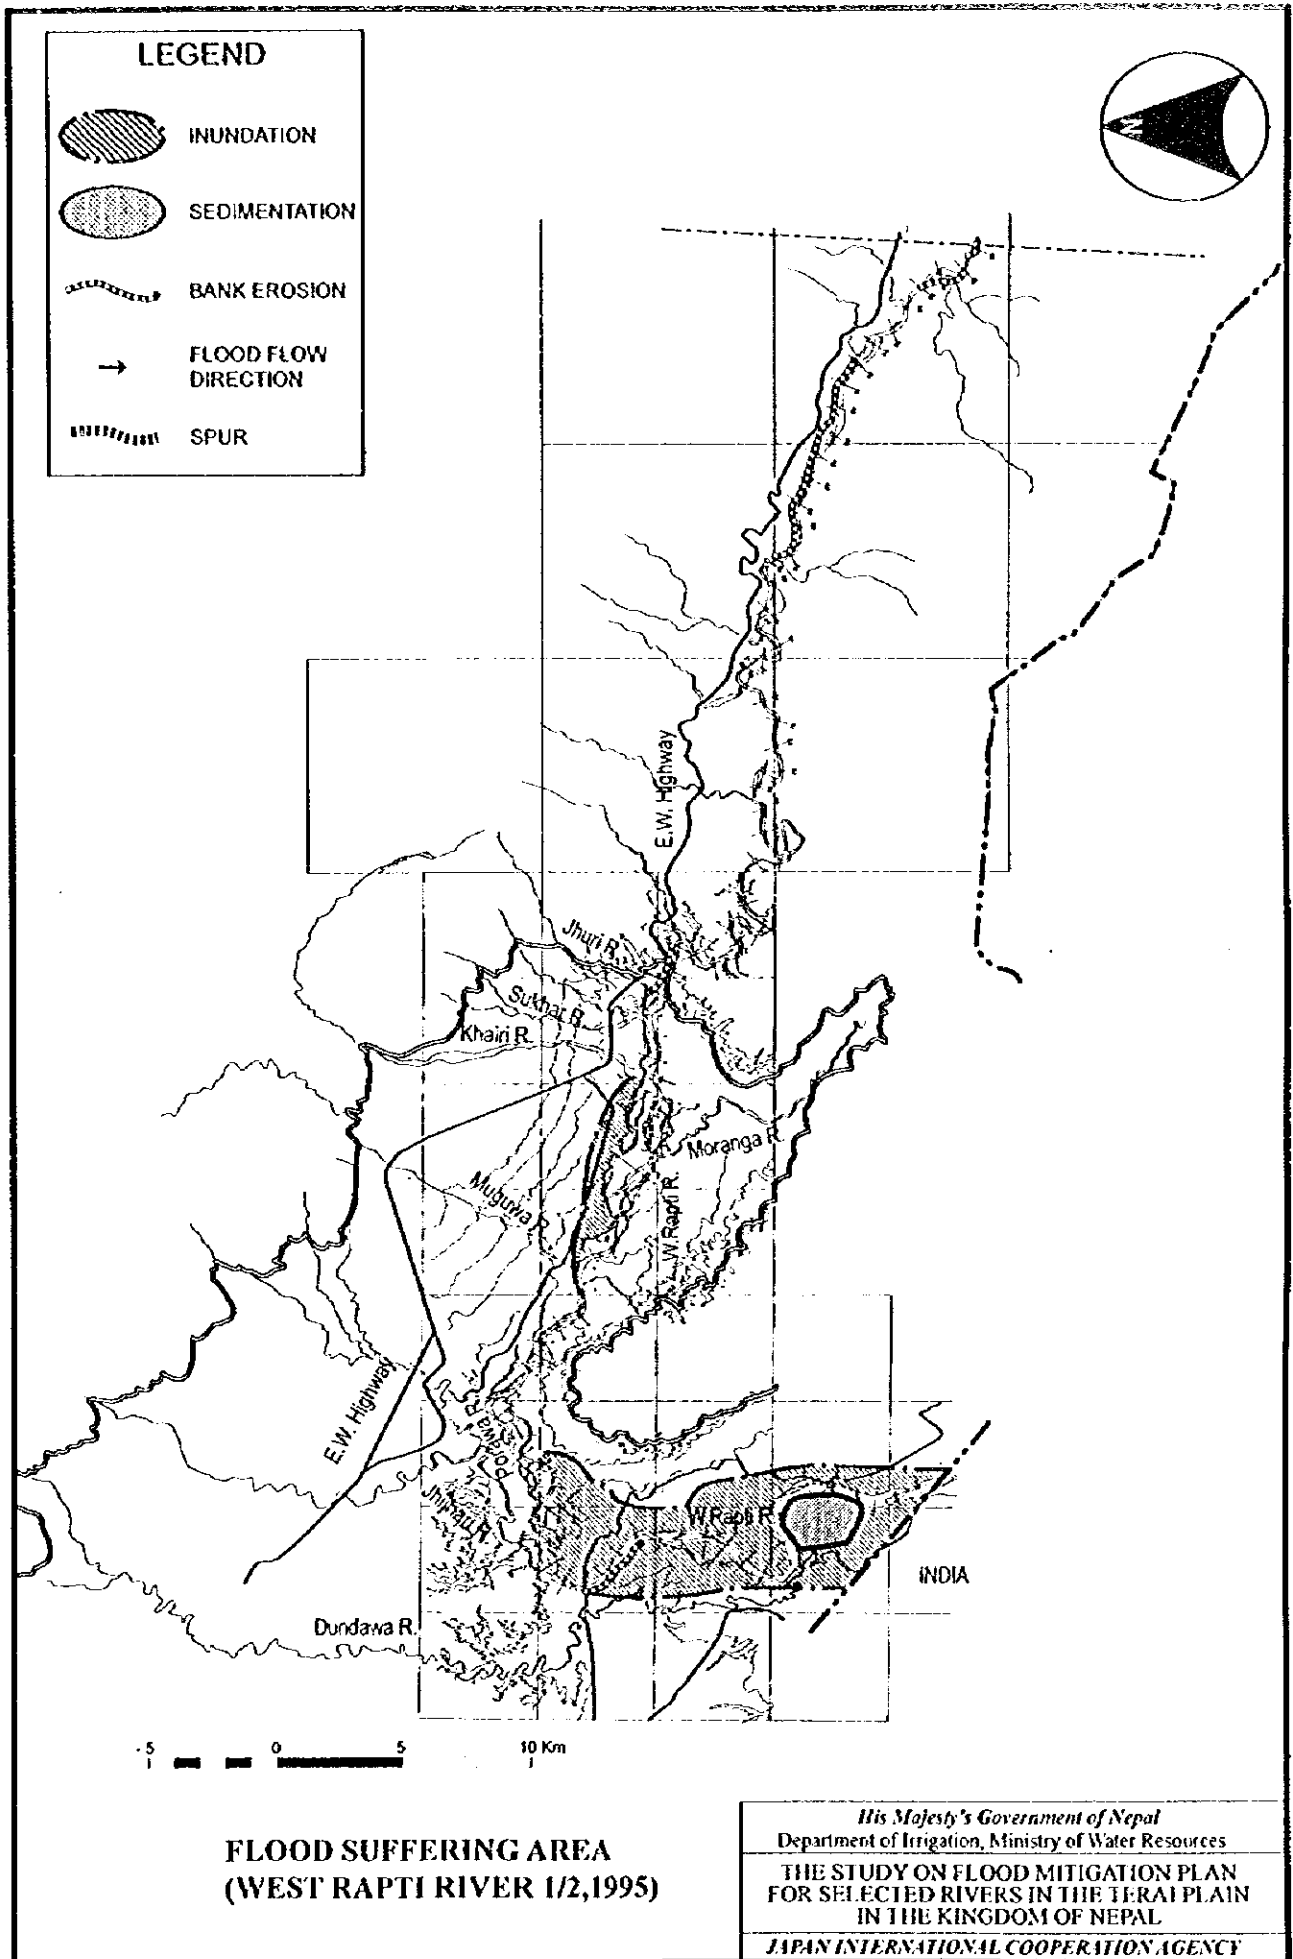 LEGEND
INUNDATION
SEDIMENTATION
BANK EROSION
FLOOD FLOW
DIRECTION
SPUR
N
E.W. Highway
Jhuri R.
Sukhar R.
Khairi R.
Moranga R.
Muguwa R.
W.Rapti R.
E.W. Highway
R.
R.
W.Rapti R.
INDIA
Dundawa R.
5 0 5 10 Km
FLOOD SUFFERING AREA
(WEST RAPTI RIVER 1/2,1995)
His Majesty's Government of Nepal
Department of Irrigation, Ministry of Water Resources
THE STUDY ON FLOOD MITIGATION PLAN
FOR SELECTED RIVERS IN THE TERAI PLAIN
IN THE KINGDOM OF NEPAL
JAPAN INTERNATIONAL COOPERATION AGENCY